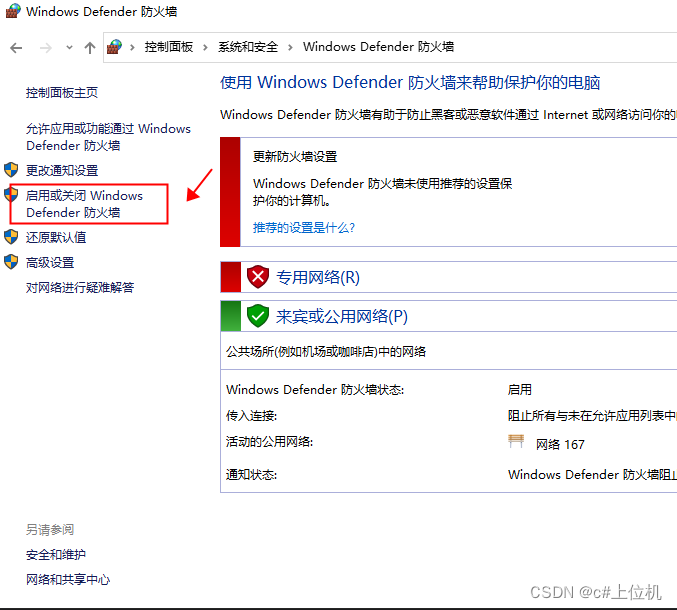 Windows Defender 防火墙
控制面板 › 系统和安全 › Windows Defender 防火墙
控制面板主页
允许应用或功能通过 Windows
Defender 防火墙
更改通知设置
启用或关闭 Windows
Defender 防火墙
还原默认值
高级设置
对网络进行疑难解答
使用 Windows Defender 防火墙来帮助保护你的电脑
Windows Defender 防火墙有助于防止黑客或恶意软件通过 Internet 或网络访问你的
更新防火墙设置
Windows Defender 防火墙未使用推荐的设置保
护你的计算机。
推荐的设置是什么?
专用网络(R)
来宾或公用网络(P)
公共场所(例如机场或咖啡店)中的网络
Windows Defender 防火墙状态: 启用
传入连接: 阻止所有与未在允许应用列表中
活动的公用网络: 网络 167
通知状态: Windows Defender 防火墙阻
另请参阅
安全和维护
网络和共享中心
CSDN @c#上位机